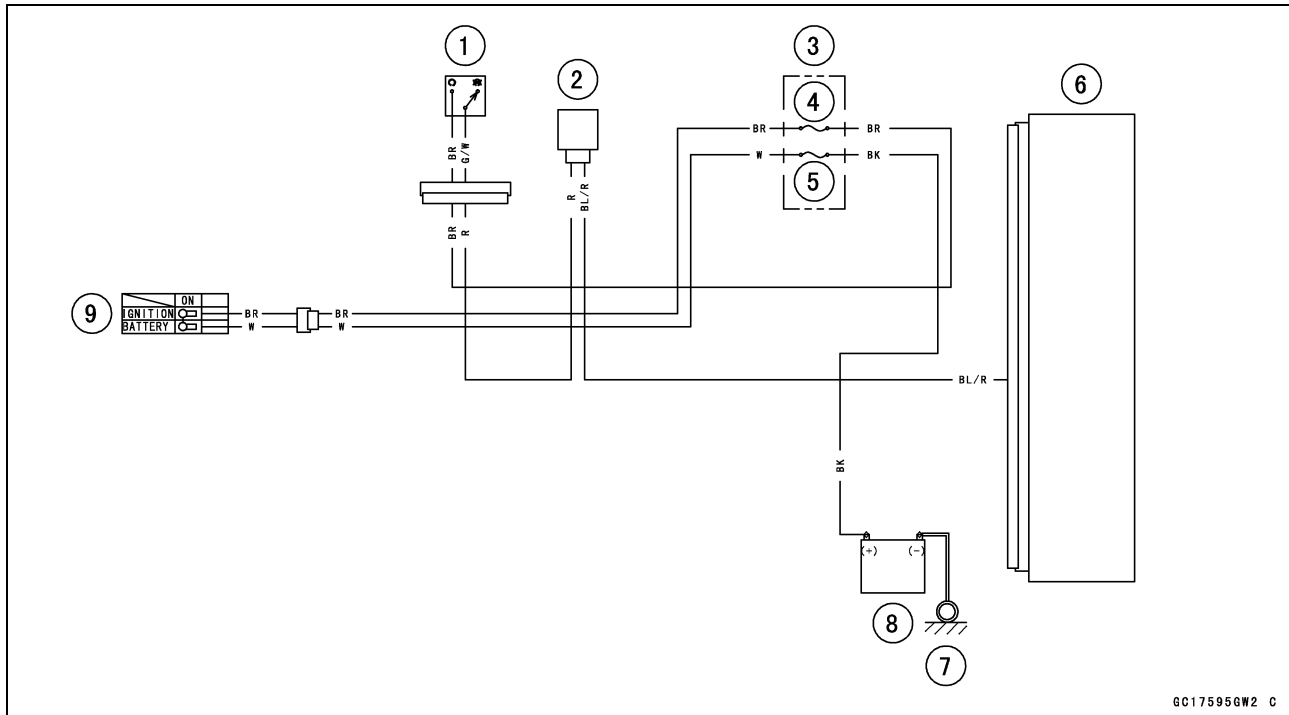 1
2
3
4
BR BR
W BK
5
6
BR G/W
BR R
R BL/R
9
ON
IGNITION BR BR
BATTERY W W
BL/R
BK
(+) (-)
8
7
GC17595GW2 C